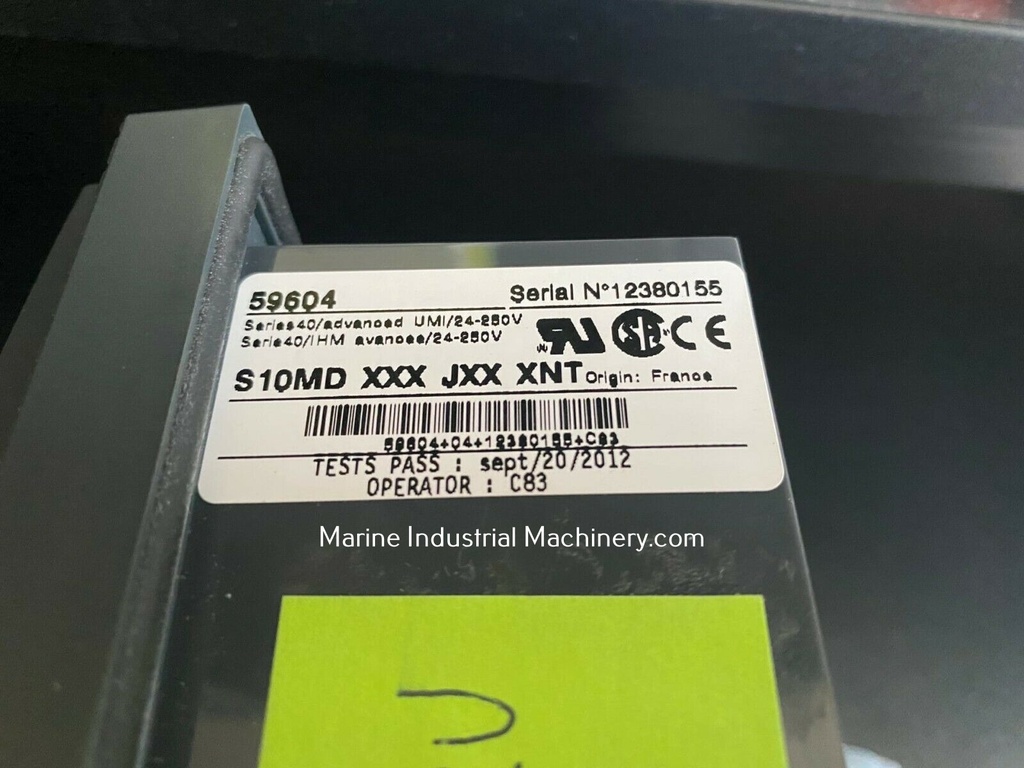 59604
Serial N°12380155
Series40/advanced UMI/24-250V
Serie40/IHM avancee/24-250V
S10MD XXX JXX XNT Origin: France
59604+04+12380155+C83
TESTS PASS : sept/20/2012
OPERATOR : C83
Marine Industrial Machinery.com